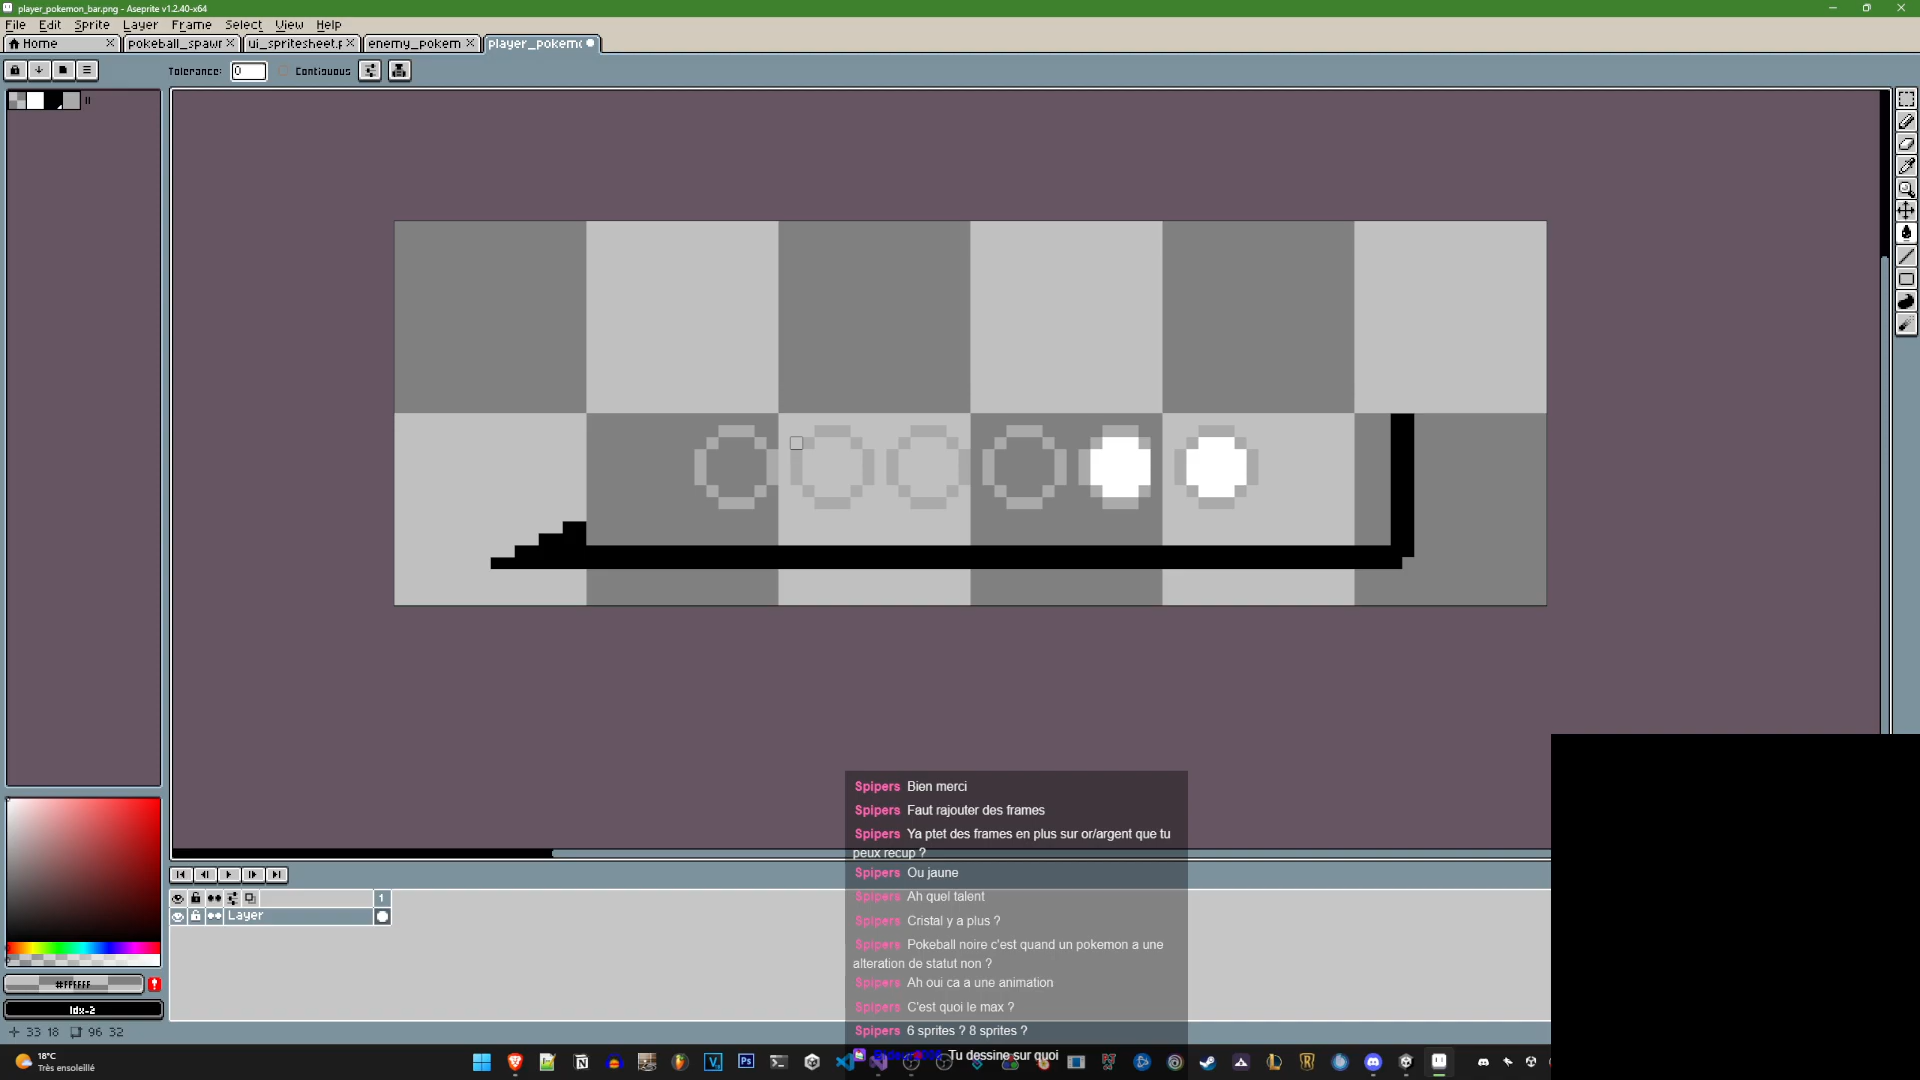 player_pokemon_bar.png - Aseprite v1.2.40-x64
File Edit Sprite Layer Frame Select View Help
Home
pokeball_spawr
ui_spritesheet.p
enemy_pokem
player_pokemo
Tolerance: 0 Contiguous
1
Layer
#FFFFFF
Idx-2
33 18 96 32
Spipers Bien merci
Spipers Faut rajouter des frames
Spipers Ya ptet des frames en plus sur or/argent que tu
peux recup ?
Spipers Ou jaune
Spipers Ah quel talent
Spipers Cristal y a plus ?
Spipers Pokeball noire c'est quand un pokemon a une
alteration de statut non ?
Spipers Ah oui ca a une animation
Spipers C'est quoi le max ?
Spipers 6 sprites ? 8 sprites ?
Tu dessine sur quoi
18°C
Très ensoleillé